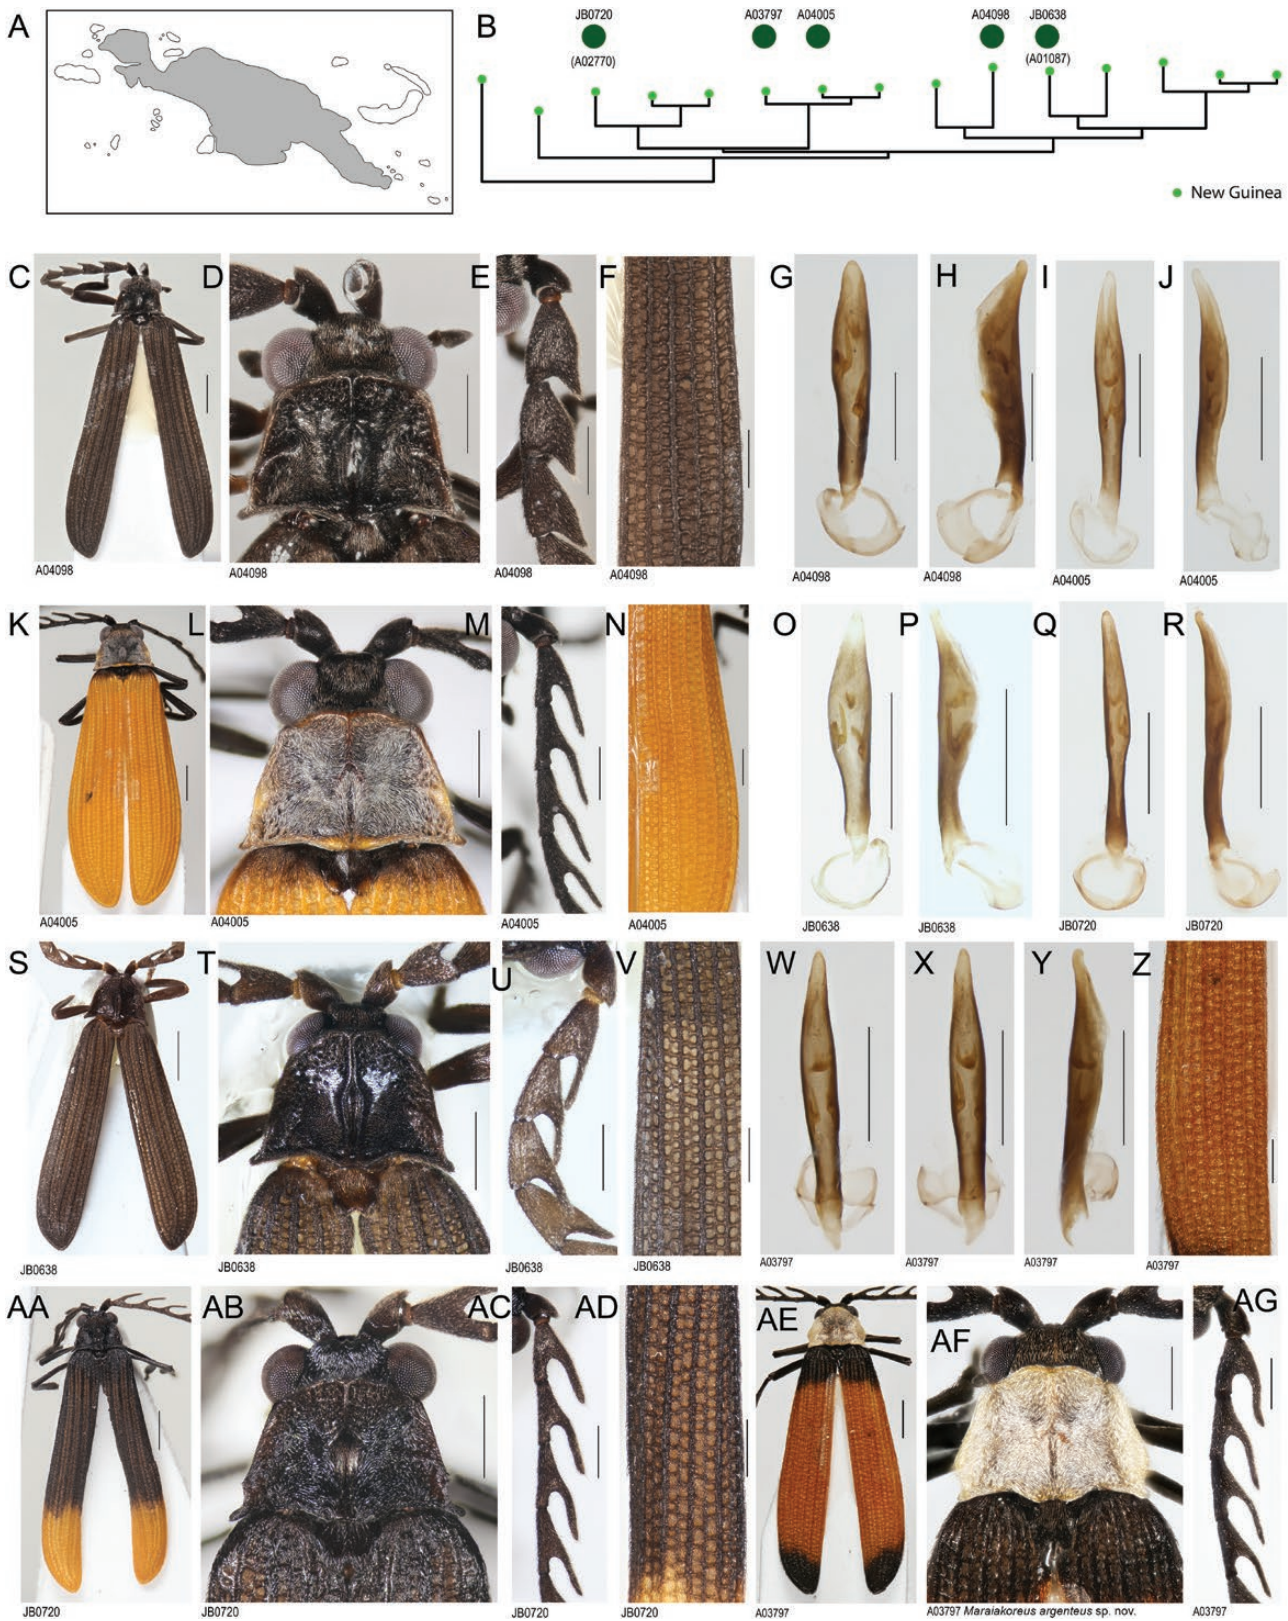 A
B
JB0720
(A02770)
A03797
A04005
A04098
JB0638
(A01087)
New Guinea
C
D
E
F
G
H
I
J
A04098
A04098
A04098
A04098
A04098
A04098
A04005
A04005
K
L
M
N
O
P
Q
R
A04005
A04005
A04005
A04005
JB0638
JB0638
JB0720
JB0720
S
T
U
V
W
X
Y
Z
JB0638
JB0638
JB0638
JB0638
A03797
A03797
A03797
A03797
AA
AB
AC
AD
AE
AF
AG
JB0720
JB0720
JB0720
JB0720
A03797
A03797 Maraiakoreus argenteus sp. nov.
A03797